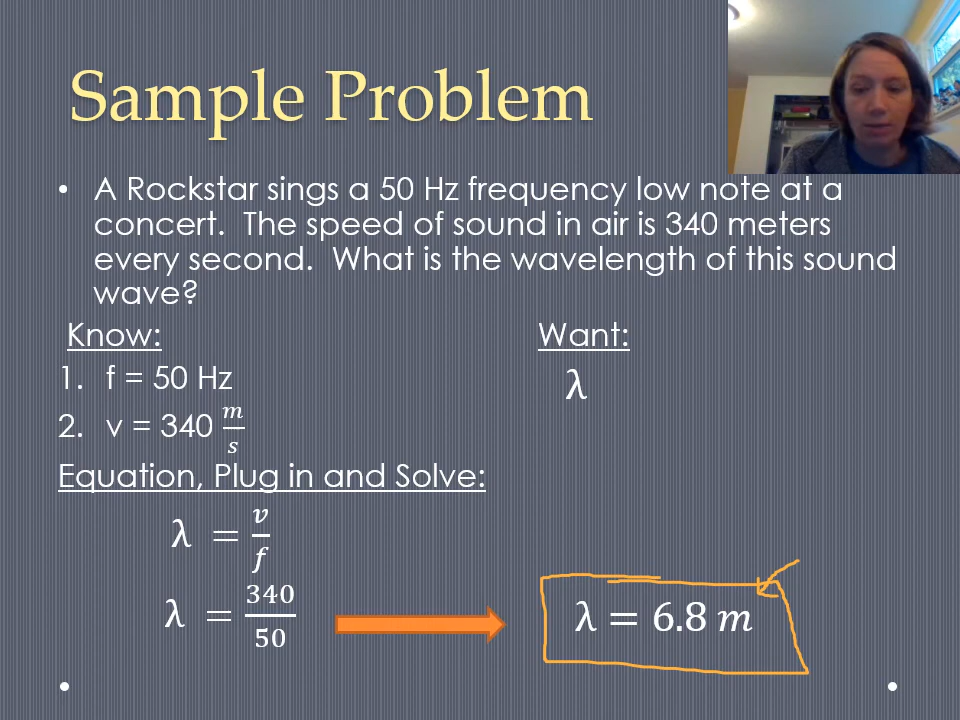 Sample Problem
• A Rockstar sings a 50 Hz frequency low note at a
concert. The speed of sound in air is 340 meters
every second. What is the wavelength of this sound
wave?
Know: Want:
1. f = 50 Hz λ
2. v = 340 m/s
Equation, Plug in and Solve:
λ = v/f
λ = 340/50 λ = 6.8 m